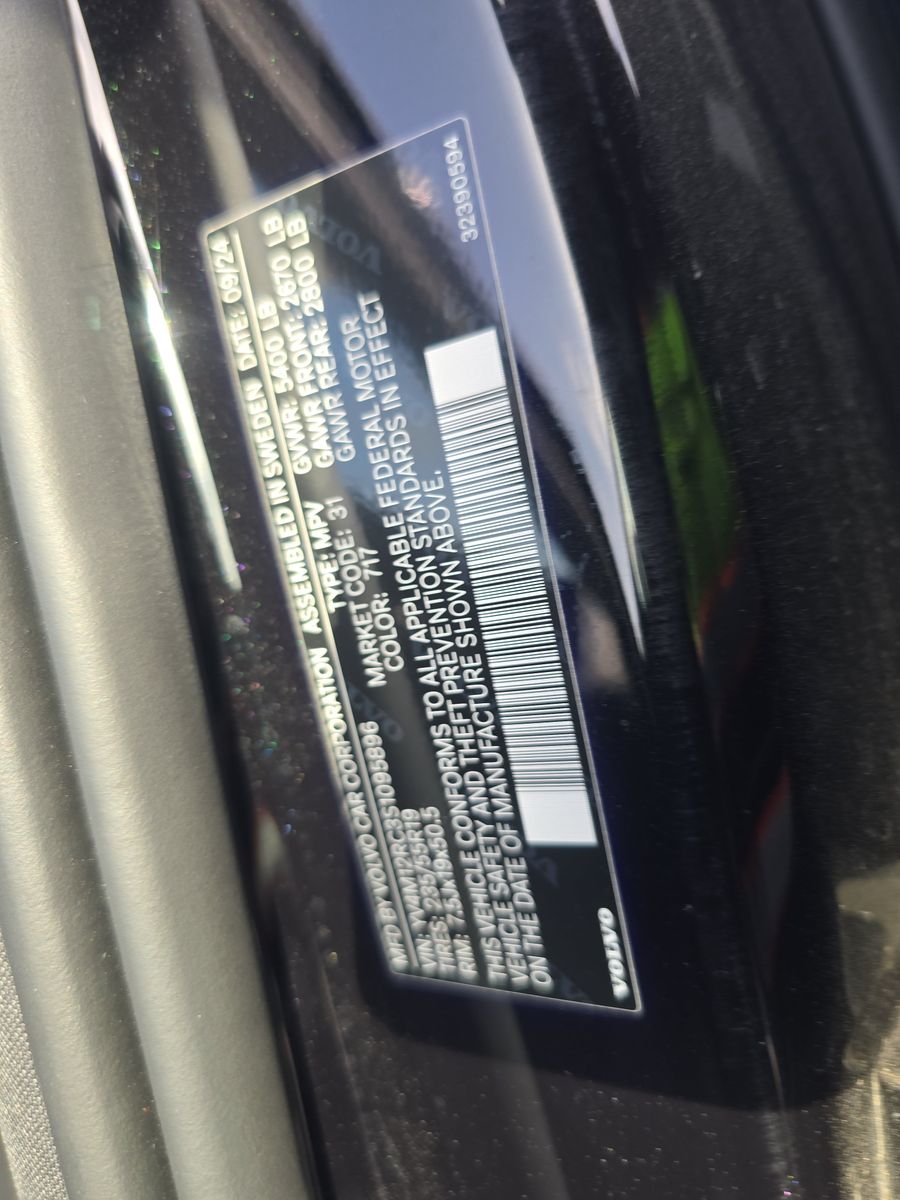 MFD BY VOLVO CAR CORPORATION ASSEMBLED IN SWEDEN DATE: 09/24
VIN: YV4M12RC3S1095896 TYPE: MPV GVWR: 5400 LB
TIRES: 235/55R19 MARKET CODE: 31 GAWR FRONT: 2670 LB
RIM: 7.5Jx19x50.5 COLOR: 717 GAWR REAR: 2800 LB
THIS VEHICLE CONFORMS TO ALL APPLICABLE FEDERAL MOTOR
VEHICLE SAFETY AND THEFT PREVENTION STANDARDS IN EFFECT
ON THE DATE OF MANUFACTURE SHOWN ABOVE.
VOLVO 32390594